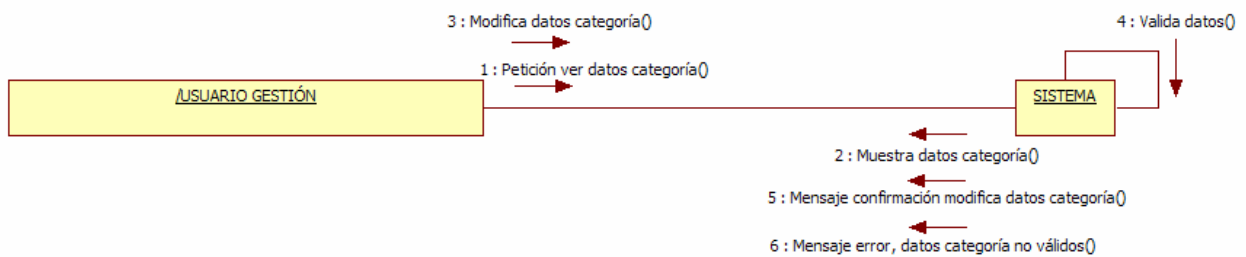 3 : Modifica datos categoría()
4 : Valida datos()
1 : Petición ver datos categoría()
/USUARIO GESTIÓN
SISTEMA
2 : Muestra datos categoría()
5 : Mensaje confirmación modifica datos categoría()
6 : Mensaje error, datos categoría no válidos()